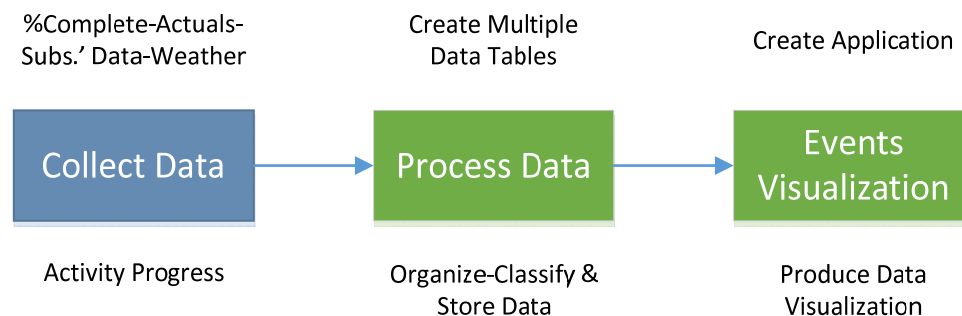 %Complete-Actuals-
Subs.’ Data-Weather
Create Multiple
Data Tables
Create Application
Collect Data
Process Data
Events
Visualization
Activity Progress
Organize-Classify &
Store Data
Produce Data
Visualization